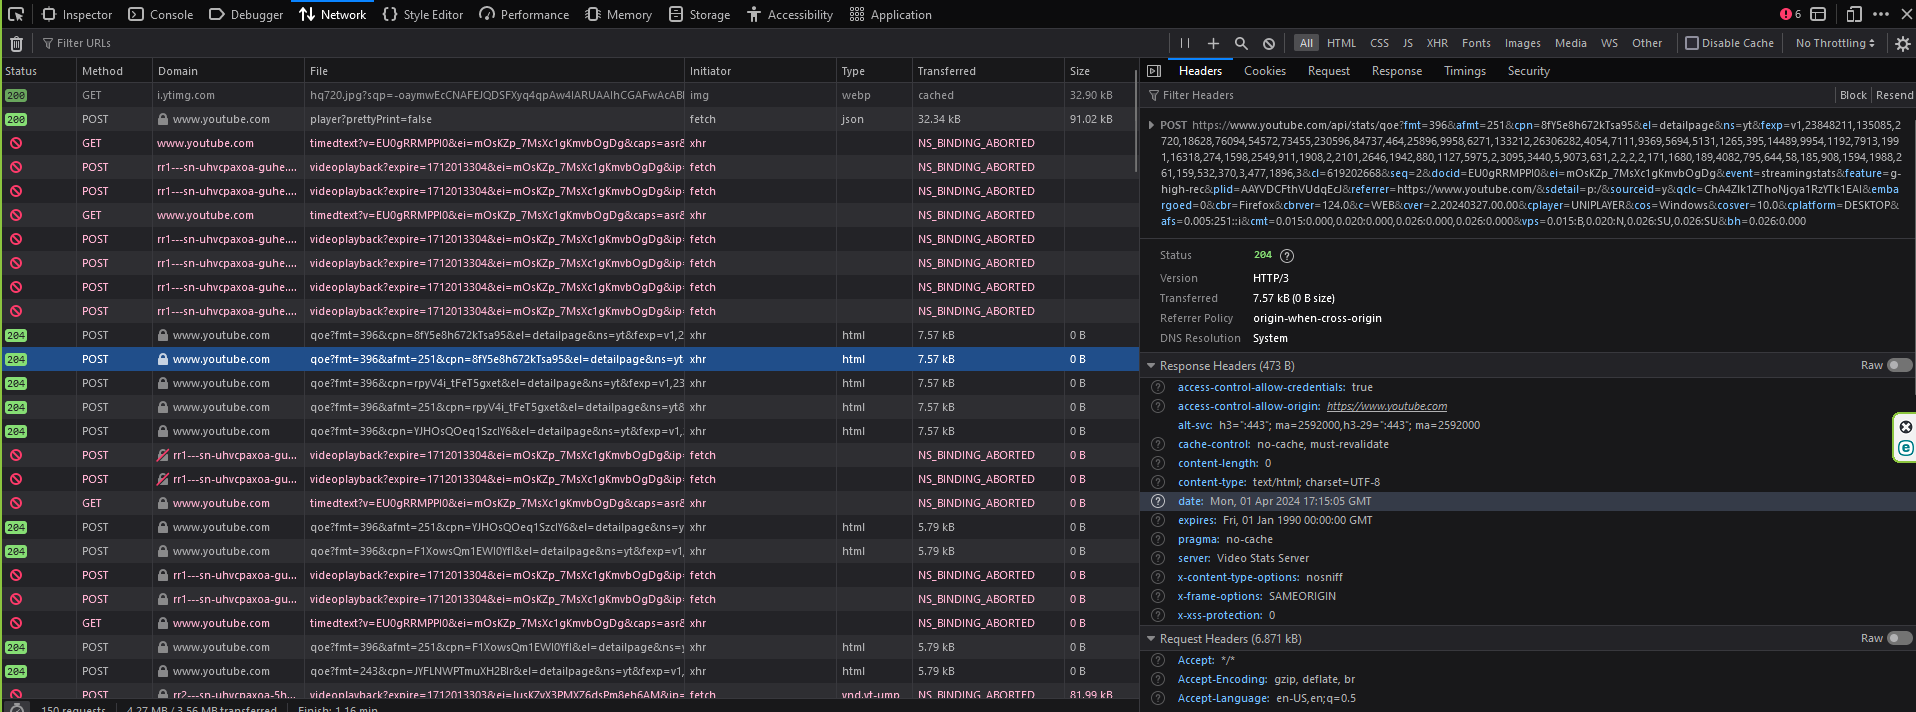 Inspector Console Debugger Network Style Editor Performance Memory Storage Accessibility Application 6
Filter URLs All HTML CSS JS XHR Fonts Images Media WS Other Disable Cache No Throttling
Status Method Domain File Initiator Type Transferred Size
200 GET i.ytimg.com hq720.jpg?sqp=-oaymwEcCNAFEJQDSFXyq4qpAw4IARUAAIhCGAFwAcAB img webp cached 32.90 kB
200 POST www.youtube.com player?prettyPrint=false fetch json 32.34 kB 91.02 kB
GET www.youtube.com timedtext?v=EU0gRRMPPI0&ei=mOsKZp_7MsXc1gKmvbOgDg&caps=asr& xhr NS_BINDING_ABORTED
POST rr1---sn-uhvcpaxoa-guhe.... videoplayback?expire=1712013304&ei=mOsKZp_7MsXc1gKmvbOgDg&ip= fetch NS_BINDING_ABORTED
POST rr1---sn-uhvcpaxoa-guhe.... videoplayback?expire=1712013304&ei=mOsKZp_7MsXc1gKmvbOgDg&ip= fetch NS_BINDING_ABORTED
GET www.youtube.com timedtext?v=EU0gRRMPPI0&ei=mOsKZp_7MsXc1gKmvbOgDg&caps=asr& xhr NS_BINDING_ABORTED
POST rr1---sn-uhvcpaxoa-guhe.... videoplayback?expire=1712013304&ei=mOsKZp_7MsXc1gKmvbOgDg&ip= fetch NS_BINDING_ABORTED
POST rr1---sn-uhvcpaxoa-guhe.... videoplayback?expire=1712013304&ei=mOsKZp_7MsXc1gKmvbOgDg&ip= fetch NS_BINDING_ABORTED
POST rr1---sn-uhvcpaxoa-guhe.... videoplayback?expire=1712013304&ei=mOsKZp_7MsXc1gKmvbOgDg&ip= fetch NS_BINDING_ABORTED
POST rr1---sn-uhvcpaxoa-guhe.... videoplayback?expire=1712013304&ei=mOsKZp_7MsXc1gKmvbOgDg&ip= fetch NS_BINDING_ABORTED
204 POST www.youtube.com qoe?fmt=396&cpn=8fY5e8h672kTsa95&el=detailpage&ns=yt&fexp=v1,2 xhr html 7.57 kB 0 B
204 POST www.youtube.com qoe?fmt=396&afmt=251&cpn=8fY5e8h672kTsa95&el=detailpage&ns=yt xhr html 7.57 kB 0 B
204 POST www.youtube.com qoe?fmt=396&cpn=rpyV4i_tFeT5gxet&el=detailpage&ns=yt&fexp=v1,23 xhr html 7.57 kB 0 B
204 POST www.youtube.com qoe?fmt=396&afmt=251&cpn=rpyV4i_tFeT5gxet&el=detailpage&ns=yt& xhr html 7.57 kB 0 B
204 POST www.youtube.com qoe?fmt=396&cpn=YJHOsQOeq1SzclY6&el=detailpage&ns=yt&fexp=v1, xhr html 7.57 kB 0 B
POST rr1---sn-uhvcpaxoa-gu... videoplayback?expire=1712013304&ei=mOsKZp_7MsXc1gKmvbOgDg&ip= fetch NS_BINDING_ABORTED 0 B
POST rr1---sn-uhvcpaxoa-gu... videoplayback?expire=1712013304&ei=mOsKZp_7MsXc1gKmvbOgDg&ip= fetch NS_BINDING_ABORTED 0 B
GET www.youtube.com timedtext?v=EU0gRRMPPI0&ei=mOsKZp_7MsXc1gKmvbOgDg&caps=asr& xhr NS_BINDING_ABORTED 0 B
204 POST www.youtube.com qoe?fmt=396&afmt=251&cpn=YJHOsQOeq1SzclY6&el=detailpage&ns=y xhr html 5.79 kB 0 B
204 POST www.youtube.com qoe?fmt=396&cpn=F1XowsQm1EWI0YfI&el=detailpage&ns=yt&fexp=v1, xhr html 5.79 kB 0 B
POST rr1---sn-uhvcpaxoa-gu... videoplayback?expire=1712013304&ei=mOsKZp_7MsXc1gKmvbOgDg&ip= fetch NS_BINDING_ABORTED 0 B
POST rr1---sn-uhvcpaxoa-gu... videoplayback?expire=1712013304&ei=mOsKZp_7MsXc1gKmvbOgDg&ip= fetch NS_BINDING_ABORTED 0 B
GET www.youtube.com timedtext?v=EU0gRRMPPI0&ei=mOsKZp_7MsXc1gKmvbOgDg&caps=asr& xhr NS_BINDING_ABORTED 0 B
204 POST www.youtube.com qoe?fmt=396&afmt=251&cpn=F1XowsQm1EWI0YfI&el=detailpage&ns=y xhr html 5.79 kB 0 B
204 POST www.youtube.com qoe?fmt=243&cpn=JYFLNWPTmuXH2BIr&el=detailpage&ns=yt&fexp=v1, xhr html 5.79 kB 0 B
POST rr2---sn-uhvcpaxoa-5h... videoplayback?expire=1712013303&ei=lusKZvX3PMXZ6dsPm8eh6AM&ip= fetch vnd.yt-ump NS_BINDING_ABORTED 81.99 kB
150 requests 4.27 MB / 3.56 MB transferred Finish: 1.16 min
Headers Cookies Request Response Timings Security
Filter Headers Block Resend
POST https://www.youtube.com/api/stats/qoe?fmt=396&afmt=251&cpn=8fY5e8h672kTsa95&el=detailpage&ns=yt&fexp=v1,23848211,135085,2
720,18628,76094,54572,73455,230596,84737,464,25896,9958,6271,133212,26306282,4054,7111,9369,5694,5131,1265,395,14489,9954,1192,7913,199
1,16318,274,1598,2549,911,1908,2,2101,2646,1942,880,1127,5975,2,3095,3440,5,9073,631,2,2,2,2,171,1680,189,4082,795,644,58,185,908,1594,1988,2
61,159,532,370,3,477,1896,3&cl=619202668&seq=2&docid=EU0gRRMPPI0&ei=mOsKZp_7MsXc1gKmvbOgDg&event=streamingstats&feature=g-
high-rec&plid=AAYVDCFthVUdqEcJ&referrer=https://www.youtube.com/&sdetail=p:/&sourceid=y&qclc=ChA4Zlk1ZThoNjcya1RzYTk1EAI&emba
rgoed=0&cbr=Firefox&cbrver=124.0&c=WEB&cver=2.20240327.00.00&cplayer=UNIPLAYER&cos=Windows&cosver=10.0&cplatform=DESKTOP&
afs=0.005:251::i&cmt=0.015:0.000,0.020:0.000,0.026:0.000,0.026:0.000&vps=0.015:B,0.020:N,0.026:SU,0.026:SU&bh=0.026:0.000
Status 204
Version HTTP/3
Transferred 7.57 kB (0 B size)
Referrer Policy origin-when-cross-origin
DNS Resolution System
Response Headers (473 B) Raw
access-control-allow-credentials: true
access-control-allow-origin: https://www.youtube.com
alt-svc: h3=":443"; ma=2592000,h3-29=":443"; ma=2592000
cache-control: no-cache, must-revalidate
content-length: 0
content-type: text/html; charset=UTF-8
date: Mon, 01 Apr 2024 17:15:05 GMT
expires: Fri, 01 Jan 1990 00:00:00 GMT
pragma: no-cache
server: Video Stats Server
x-content-type-options: nosniff
x-frame-options: SAMEORIGIN
x-xss-protection: 0
Request Headers (6.871 kB) Raw
Accept: */*
Accept-Encoding: gzip, deflate, br
Accept-Language: en-US,en;q=0.5